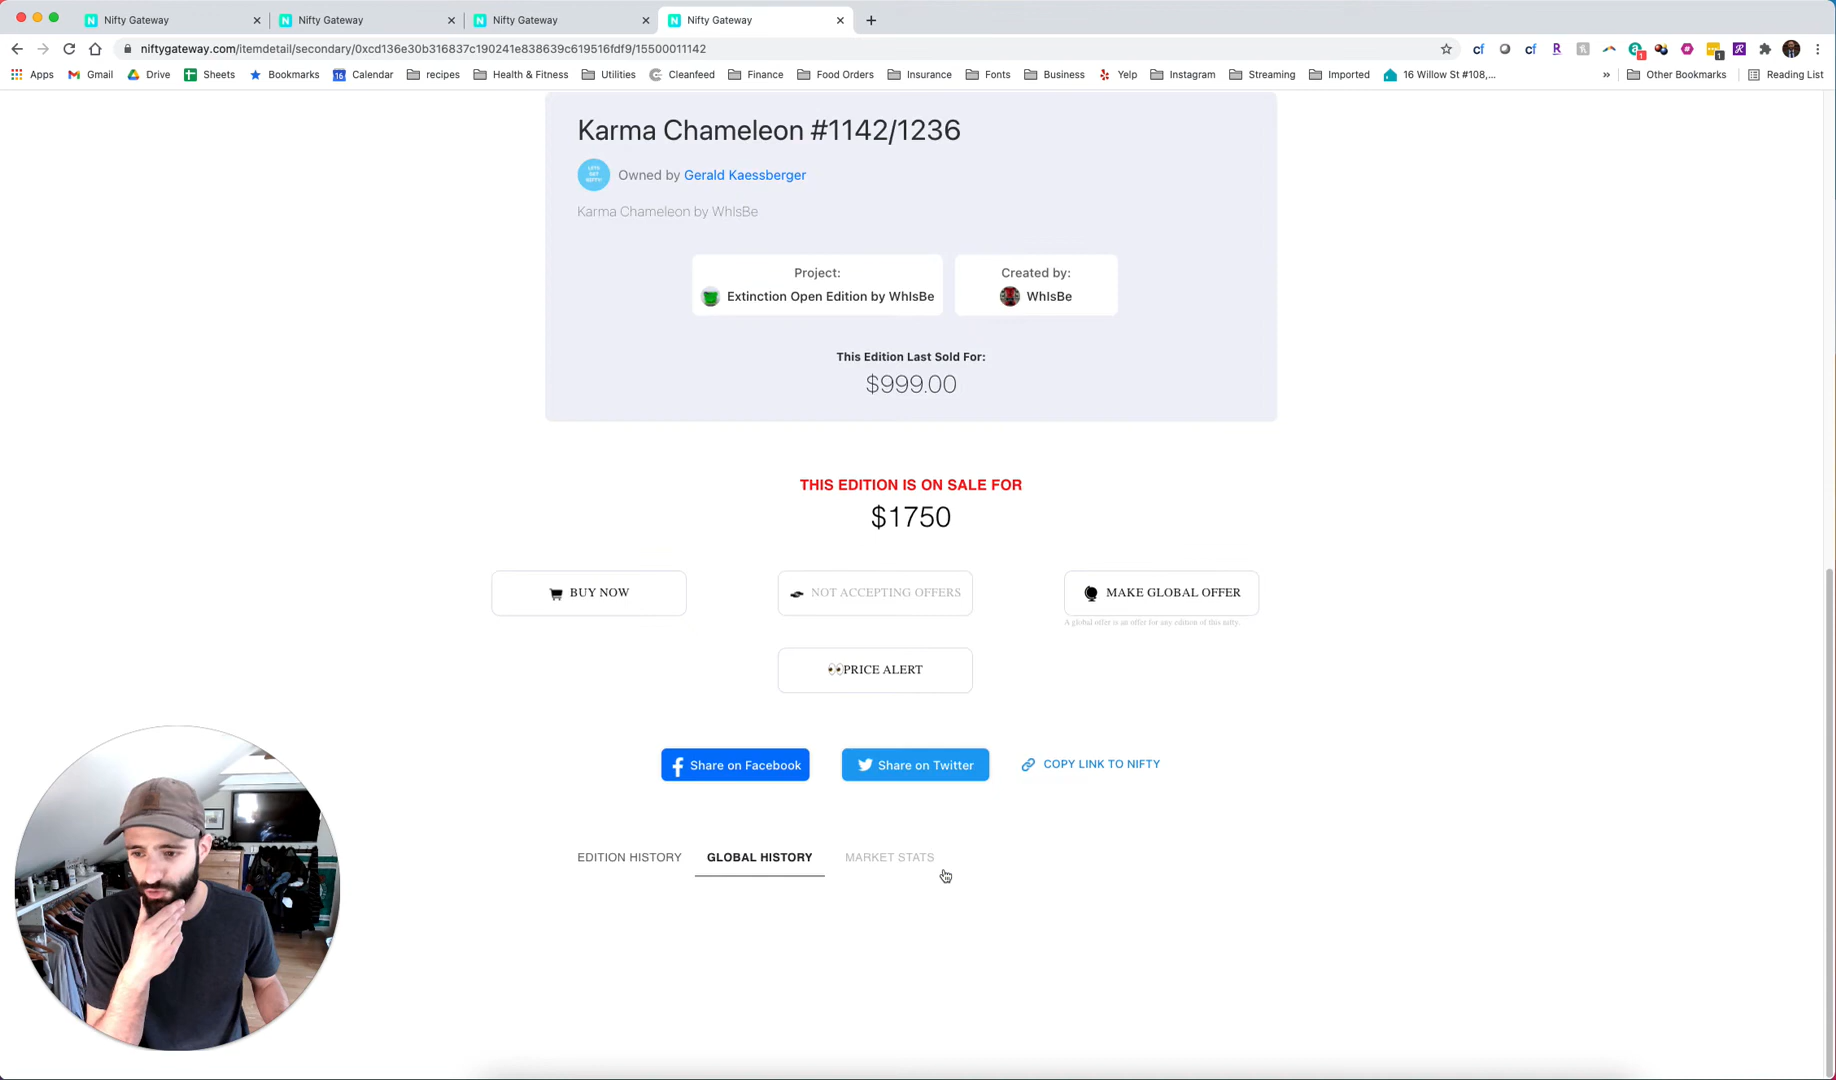 Nifty Gateway
Nifty Gateway
Nifty Gateway
Nifty Gateway
niftygateway.com/itemdetail/secondary/0xcd136e30b316837c190241e838639c619516fdf9/15500011142
Apps Gmail Drive Sheets Bookmarks 16 Calendar recipes Health & Fitness Utilities Cleanfeed Finance Food Orders Insurance Fonts Business Yelp Instagram Streaming Imported 16 Willow St #108,... » Other Bookmarks Reading List
Karma Chameleon #1142/1236
Owned by Gerald Kaessberger
Karma Chameleon by WhIsBe
Project:
Extinction Open Edition by WhIsBe
Created by:
WhIsBe
This Edition Last Sold For:
$999.00
THIS EDITION IS ON SALE FOR
$1750
BUY NOW
NOT ACCEPTING OFFERS
MAKE GLOBAL OFFER
A global offer is an offer for any edition of this nifty.
PRICE ALERT
Share on Facebook
Share on Twitter
COPY LINK TO NIFTY
EDITION HISTORY
GLOBAL HISTORY
MARKET STATS